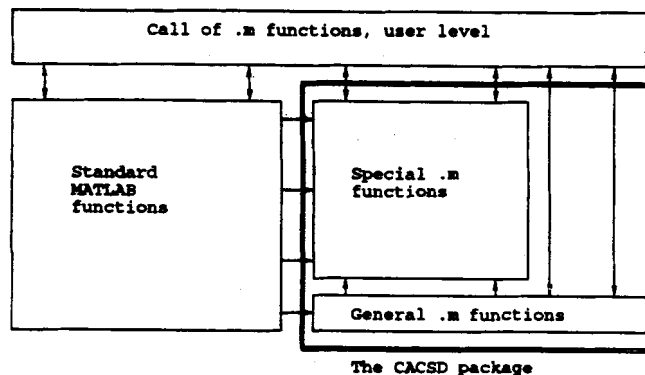 Call of .m functions, user level
Standard
MATLAB
functions
Special .m
functions
General .m functions
The CACSD package